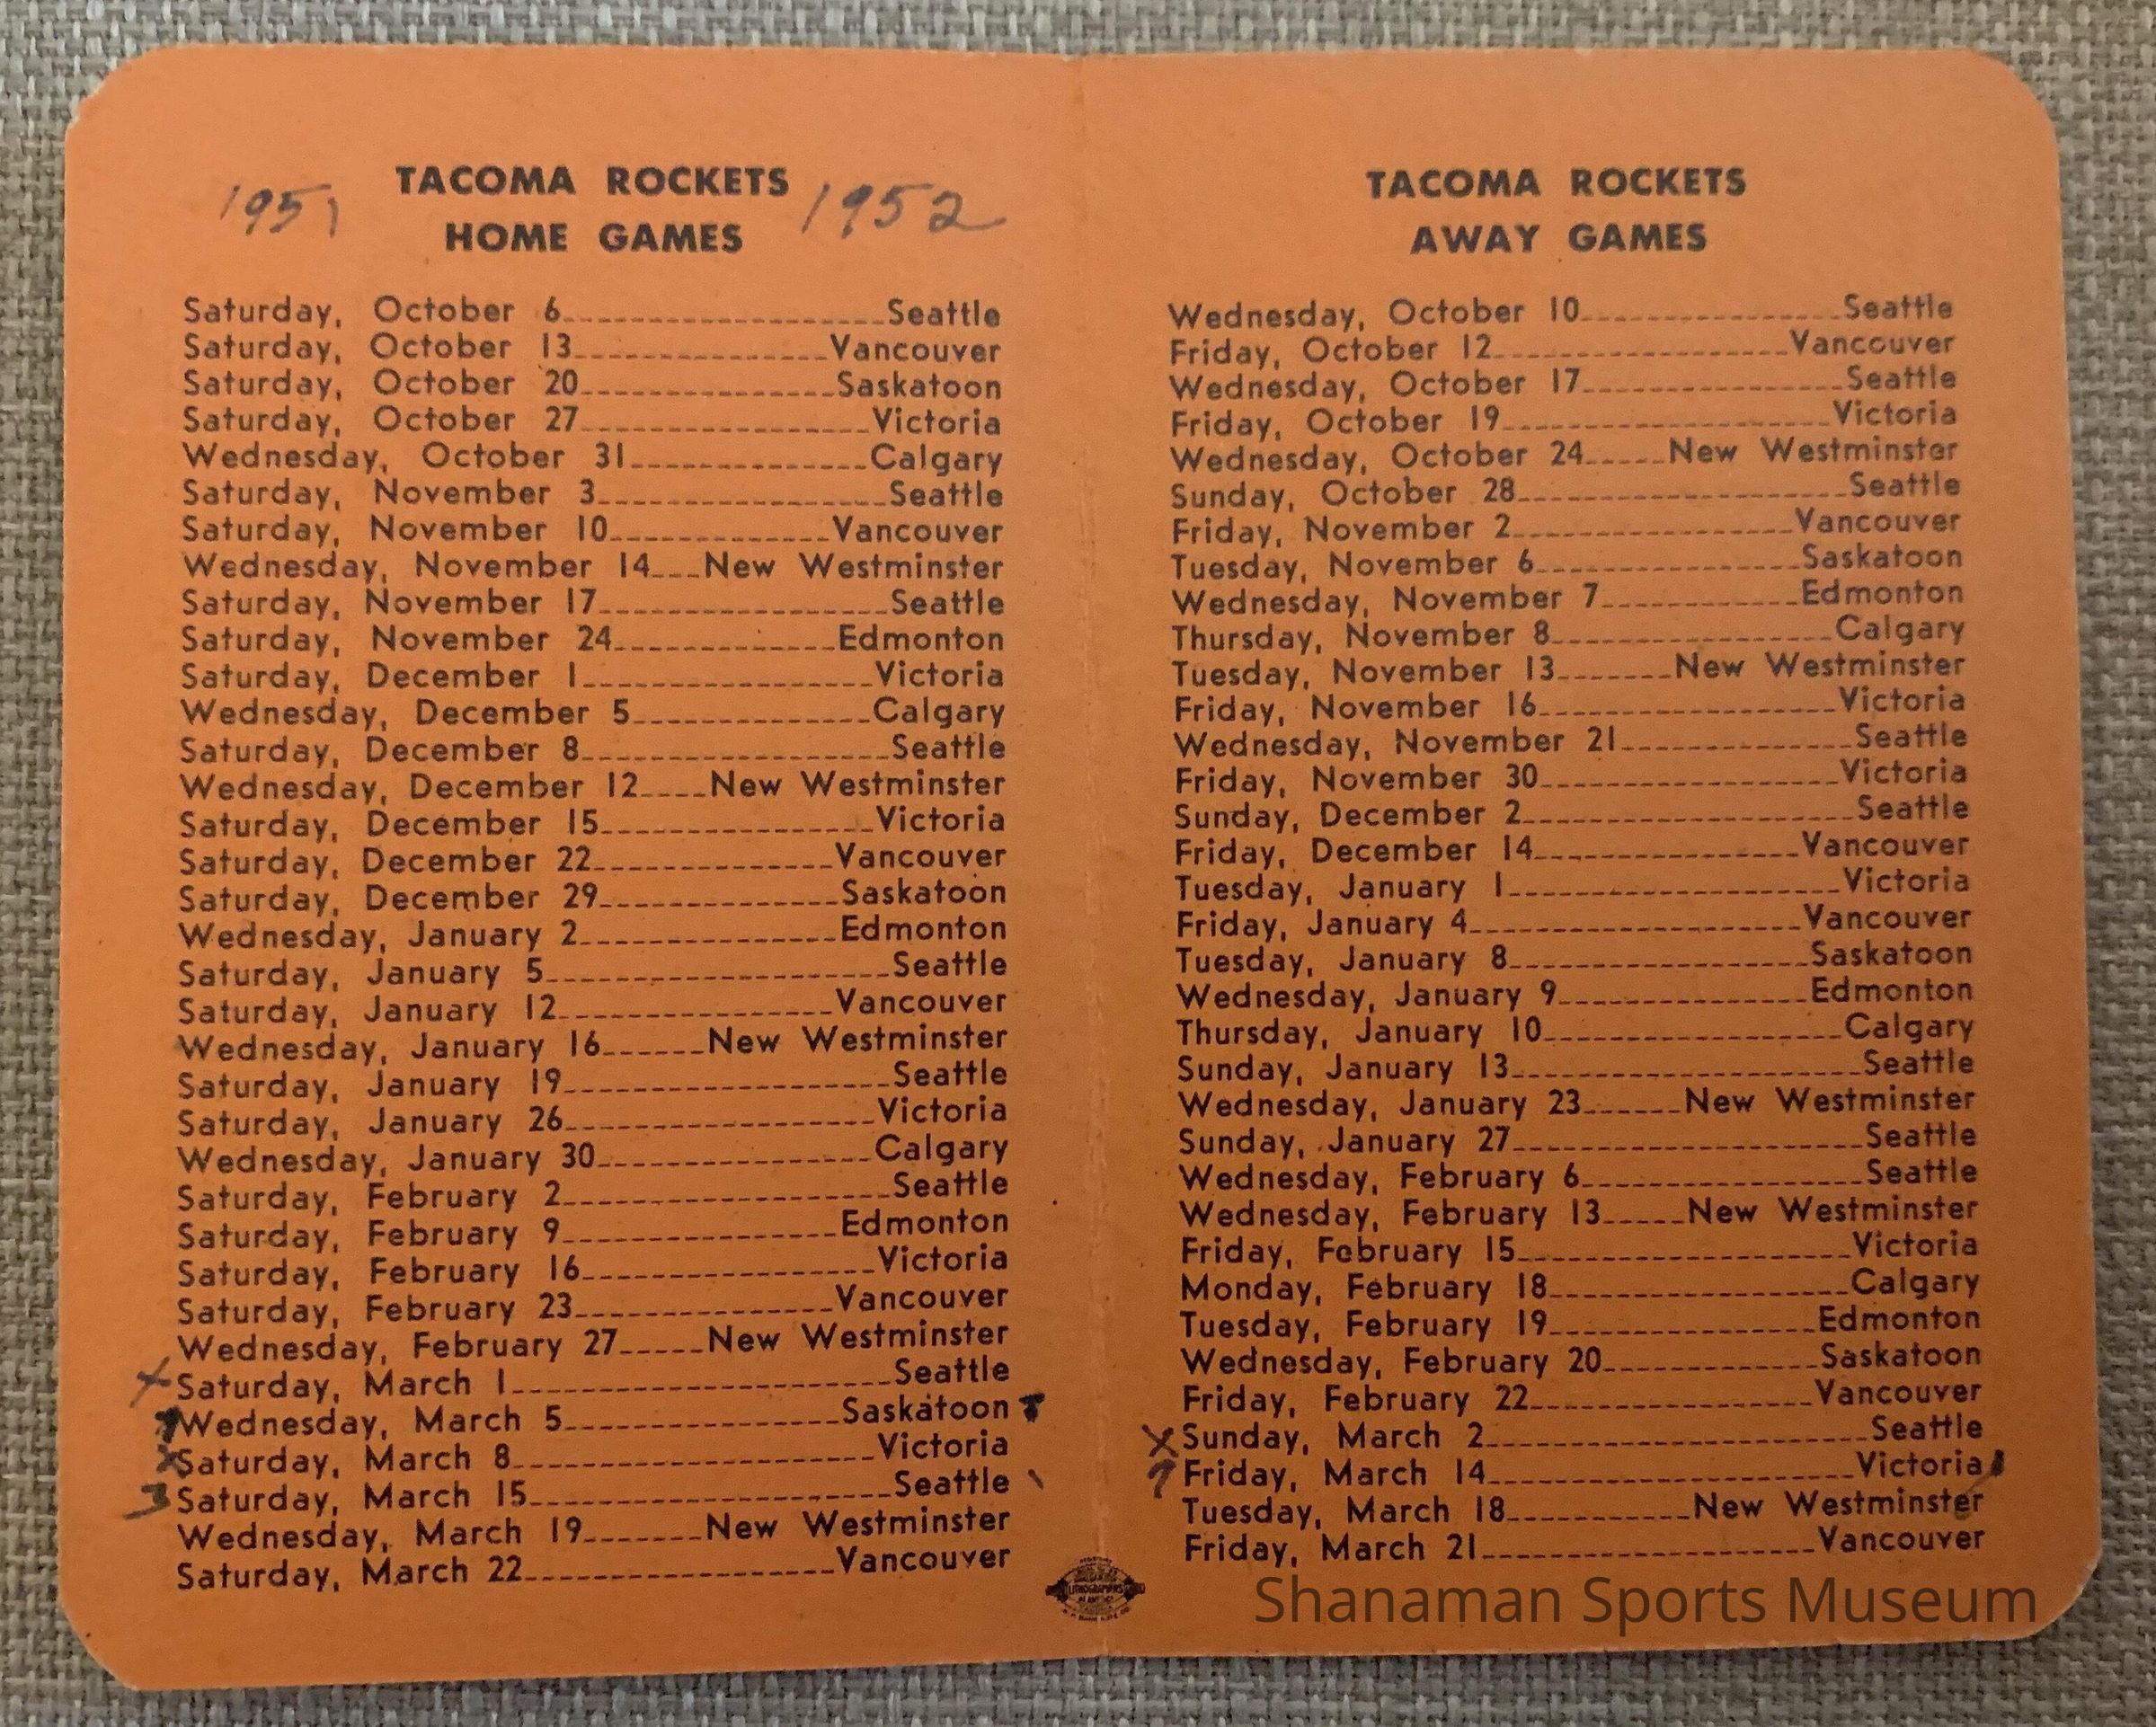 1951 TACOMA ROCKETS 1952
HOME GAMES
Saturday, October 6 Seattle
Saturday, October 13 Vancouver
Saturday, October 20 Saskatoon
Saturday, October 27 Victoria
Wednesday, October 31 Calgary
Saturday, November 3 Seattle
Saturday, November 10 Vancouver
Wednesday, November 14 New Westminster
Saturday, November 17 Seattle
Saturday, November 24 Edmonton
Saturday, December 1 Victoria
Wednesday, December 5 Calgary
Saturday, December 8 Seattle
Wednesday, December 12 New Westminster
Saturday, December 15 Victoria
Saturday, December 22 Vancouver
Saturday, December 29 Saskatoon
Wednesday, January 2 Edmonton
Saturday, January 5 Seattle
Saturday, January 12 Vancouver
Wednesday, January 16 New Westminster
Saturday, January 19 Seattle
Saturday, January 26 Victoria
Wednesday, January 30 Calgary
Saturday, February 2 Seattle
Saturday, February 9 Edmonton
Saturday, February 16 Victoria
Saturday, February 23 Vancouver
Wednesday, February 27 New Westminster
X Saturday, March 1 Seattle
Wednesday, March 5 Saskatoon T
X Saturday, March 8 Victoria
3 Saturday, March 15 Seattle
Wednesday, March 19 New Westminster
Saturday, March 22 Vancouver
TACOMA ROCKETS
AWAY GAMES
Wednesday, October 10 Seattle
Friday, October 12 Vancouver
Wednesday, October 17 Seattle
Friday, October 19 Victoria
Wednesday, October 24 New Westminster
Sunday, October 28 Seattle
Friday, November 2 Vancouver
Tuesday, November 6 Saskatoon
Wednesday, November 7 Edmonton
Thursday, November 8 Calgary
Tuesday, November 13 New Westminster
Friday, November 16 Victoria
Wednesday, November 21 Seattle
Friday, November 30 Victoria
Sunday, December 2 Seattle
Friday, December 14 Vancouver
Tuesday, January 1 Victoria
Friday, January 4 Vancouver
Tuesday, January 8 Saskatoon
Wednesday, January 9 Edmonton
Thursday, January 10 Calgary
Sunday, January 13 Seattle
Wednesday, January 23 New Westminster
Sunday, January 27 Seattle
Wednesday, February 6 Seattle
Wednesday, February 13 New Westminster
Friday, February 15 Victoria
Monday, February 18 Calgary
Tuesday, February 19 Edmonton
Wednesday, February 20 Saskatoon
Friday, February 22 Vancouver
X Sunday, March 2 Seattle
Friday, March 14 Victoria
Tuesday, March 18 New Westminster
Friday, March 21 Vancouver
Shanaman Sports Museum